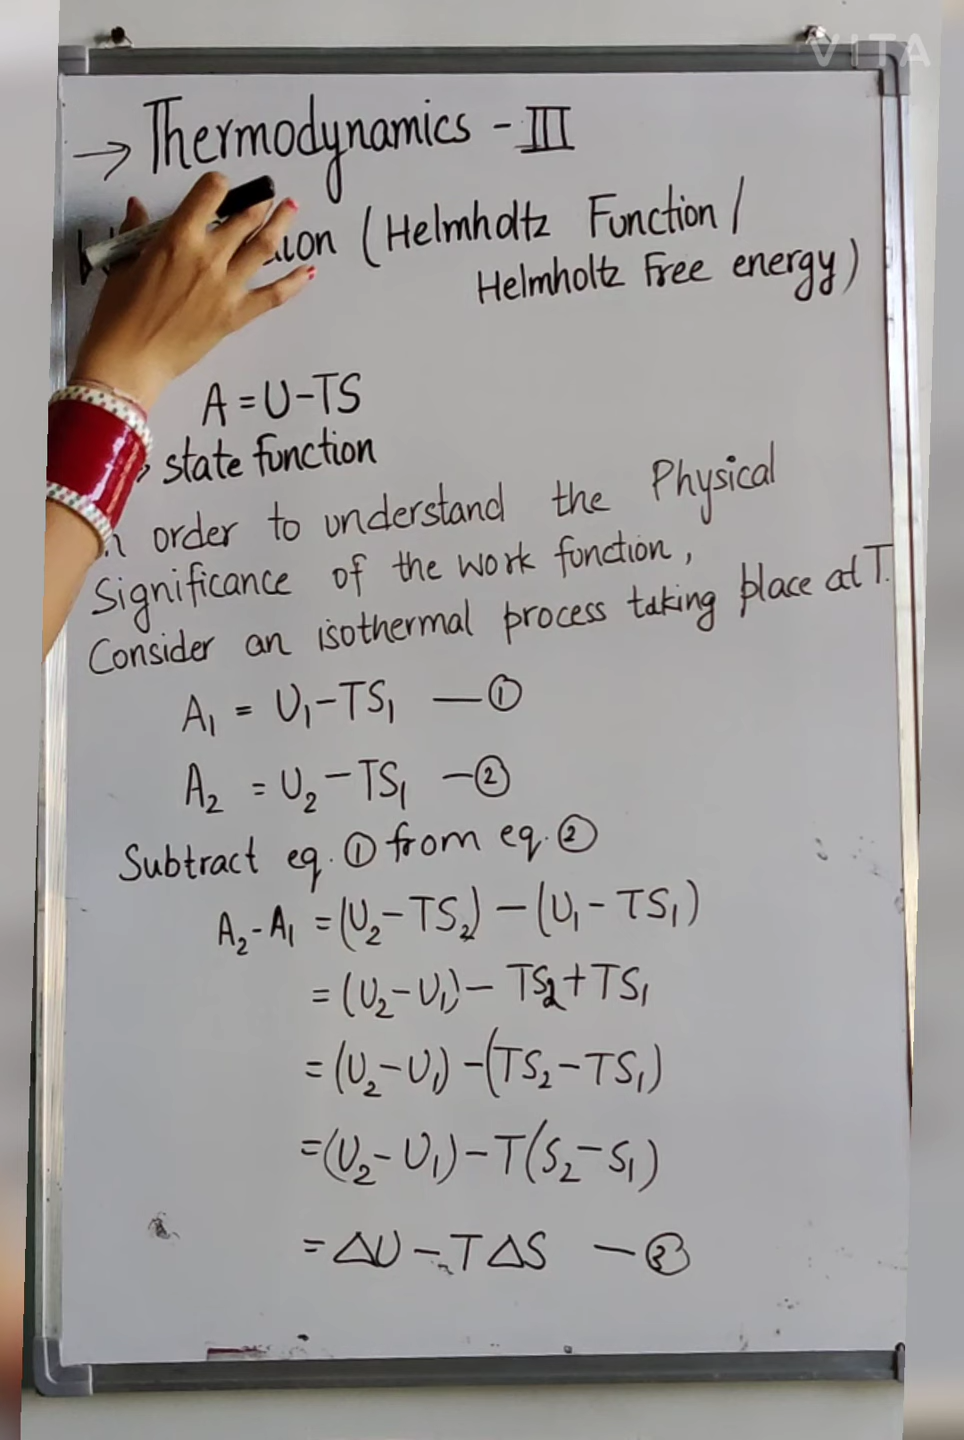 VITA
→ Thermodynamics - III
(Helmholtz Function /
Helmholtz Free energy)
A = U-TS
state function
order to understand the Physical
Significance of the work function,
Consider an isothermal process taking place at T.
A₁ = U₁-TS₁ — ①
A₂ = U₂-TS₁ — ②
Subtract eq. ① from eq. ②
A₂-A₁ = (U₂-TS₂) - (U₁-TS₁)
= (U₂-U₁) - TS₂+TS₁
= (U₂-U₁) - (TS₂-TS₁)
= (U₂-U₁) - T(S₂-S₁)
= ΔU - TΔS — ③